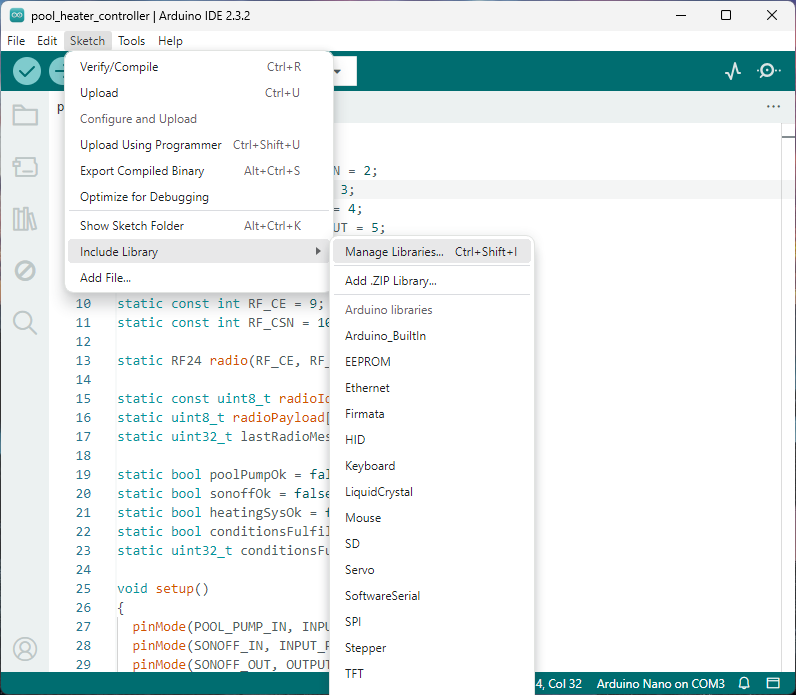 pool_heater_controller | Arduino IDE 2.3.2
File Edit Sketch Tools Help
Verify/Compile Ctrl+R
Upload Ctrl+U
Configure and Upload
Upload Using Programmer Ctrl+Shift+U
Export Compiled Binary Alt+Ctrl+S
Optimize for Debugging
Show Sketch Folder Alt+Ctrl+K
Include Library
Add File...
Manage Libraries... Ctrl+Shift+I
Add .ZIP Library...
Arduino libraries
Arduino_BuiltIn
EEPROM
Ethernet
Firmata
HID
Keyboard
LiquidCrystal
Mouse
SD
Servo
SoftwareSerial
SPI
Stepper
TFT
p
N = 2;
3;
= 4;
UT = 5;
10 static const int RF_CE = 9;
11 static const int RF_CSN = 10
12
13 static RF24 radio(RF_CE, RF_
14
15 static const uint8_t radioId
16 static uint8_t radioPayload[
17 static uint32_t lastRadioMes
18
19 static bool poolPumpOk = fal
20 static bool sonoffOk = false
21 static bool heatingSysOk = f
22 static bool conditionsFulfil
23 static uint32_t conditionsFu
24
25 void setup()
26 {
27 pinMode(POOL_PUMP_IN, INPU
28 pinMode(SONOFF_IN, INPUT_P
29 pinMode(SONOFF_OUT, OUTPUT
4, Col 32 Arduino Nano on COM3